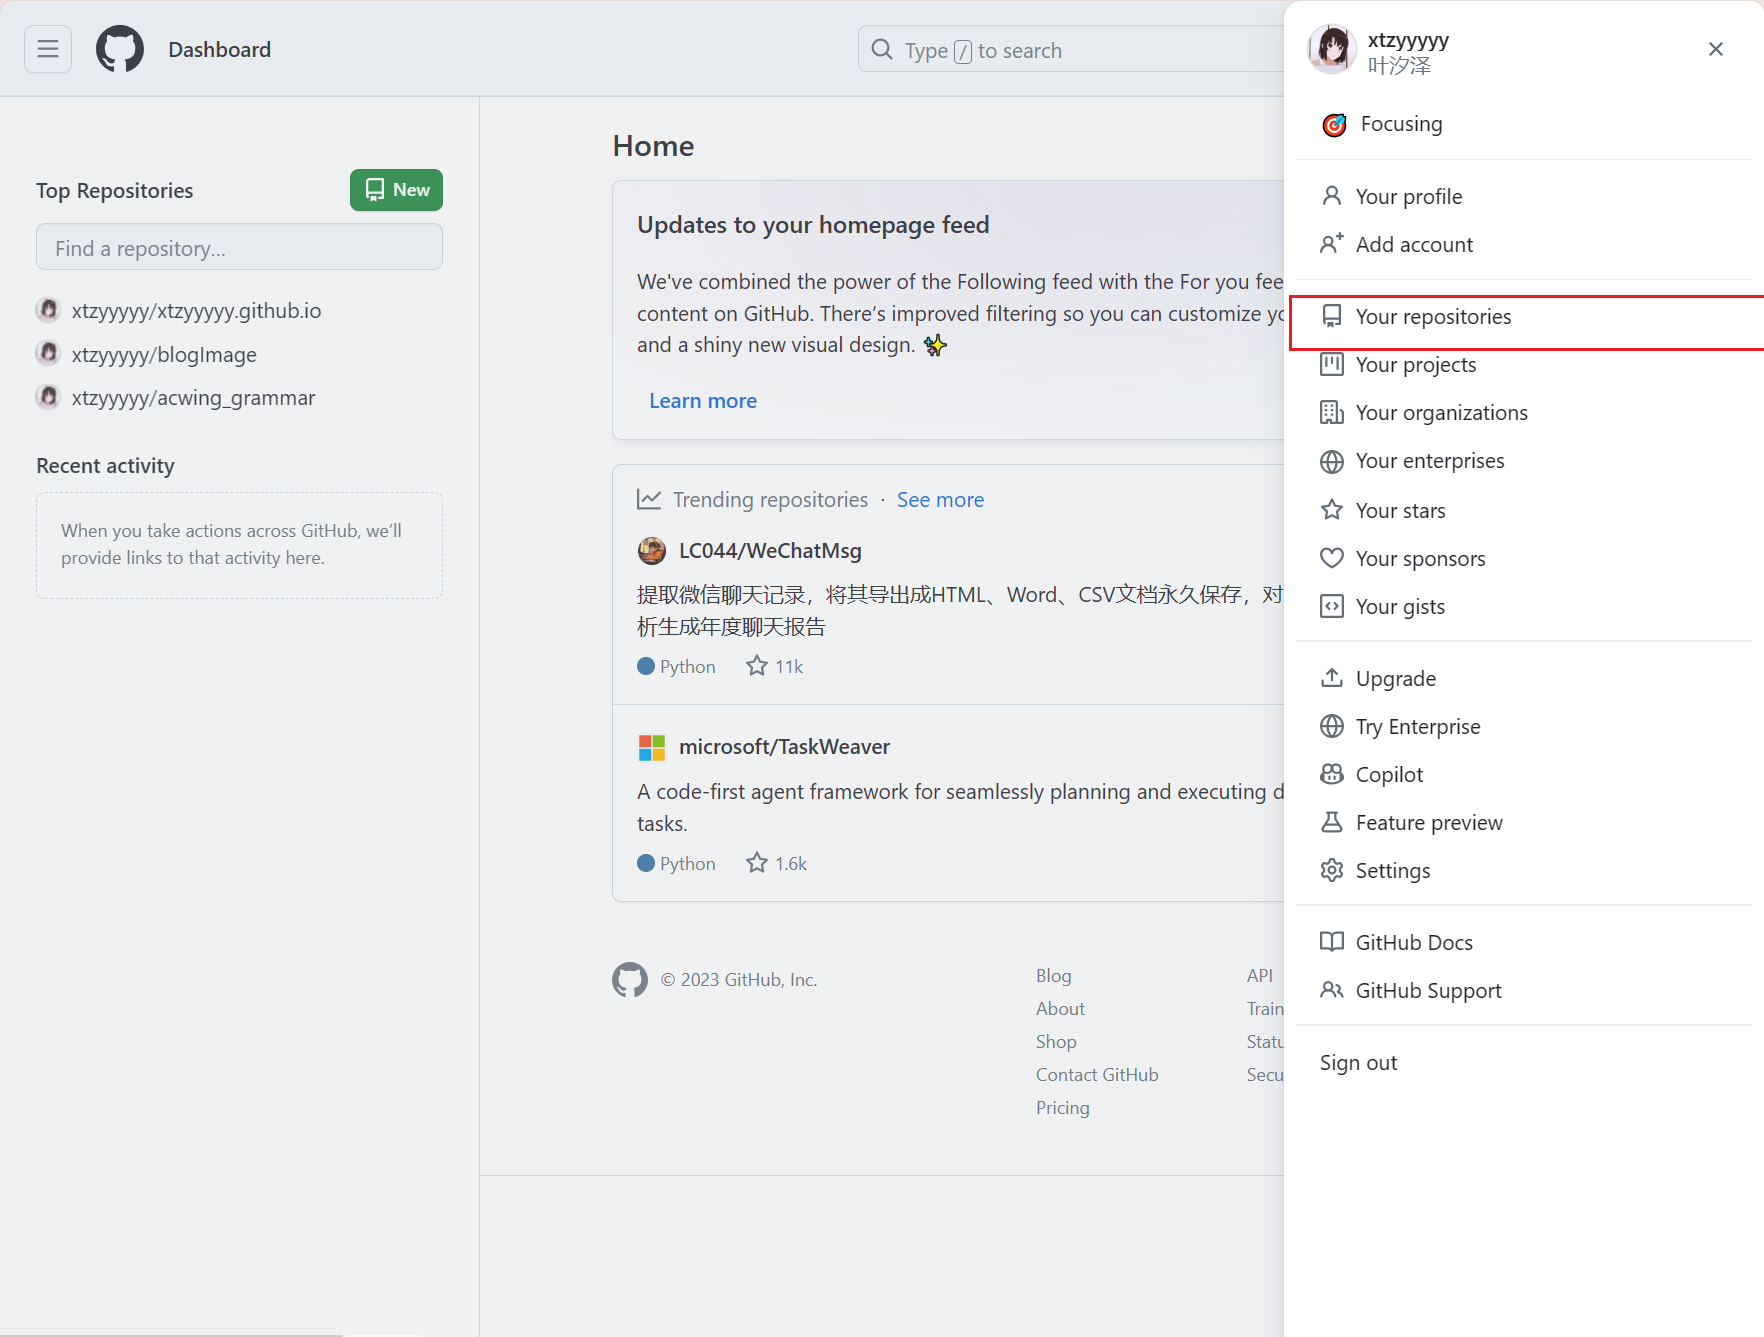 Dashboard
Type / to search
Top Repositories
New
Find a repository...
xtzyyyyy/xtzyyyyy.github.io
xtzyyyyy/blogImage
xtzyyyyy/acwing_grammar
Recent activity
When you take actions across GitHub, we’ll
provide links to that activity here.
Home
Updates to your homepage feed
We've combined the power of the Following feed with the For you fee
content on GitHub. There’s improved filtering so you can customize yo
and a shiny new visual design. ✨
Learn more
Trending repositories · See more
LC044/WeChatMsg
提取微信聊天记录，将其导出成HTML、Word、CSV文档永久保存，对
析生成年度聊天报告
Python 11k
microsoft/TaskWeaver
A code-first agent framework for seamlessly planning and executing d
tasks.
Python 1.6k
© 2023 GitHub, Inc.
Blog
About
Shop
Contact GitHub
Pricing
API
Train
Statu
Secu
xtzyyyyy
叶汐泽
Focusing
Your profile
Add account
Your repositories
Your projects
Your organizations
Your enterprises
Your stars
Your sponsors
Your gists
Upgrade
Try Enterprise
Copilot
Feature preview
Settings
GitHub Docs
GitHub Support
Sign out